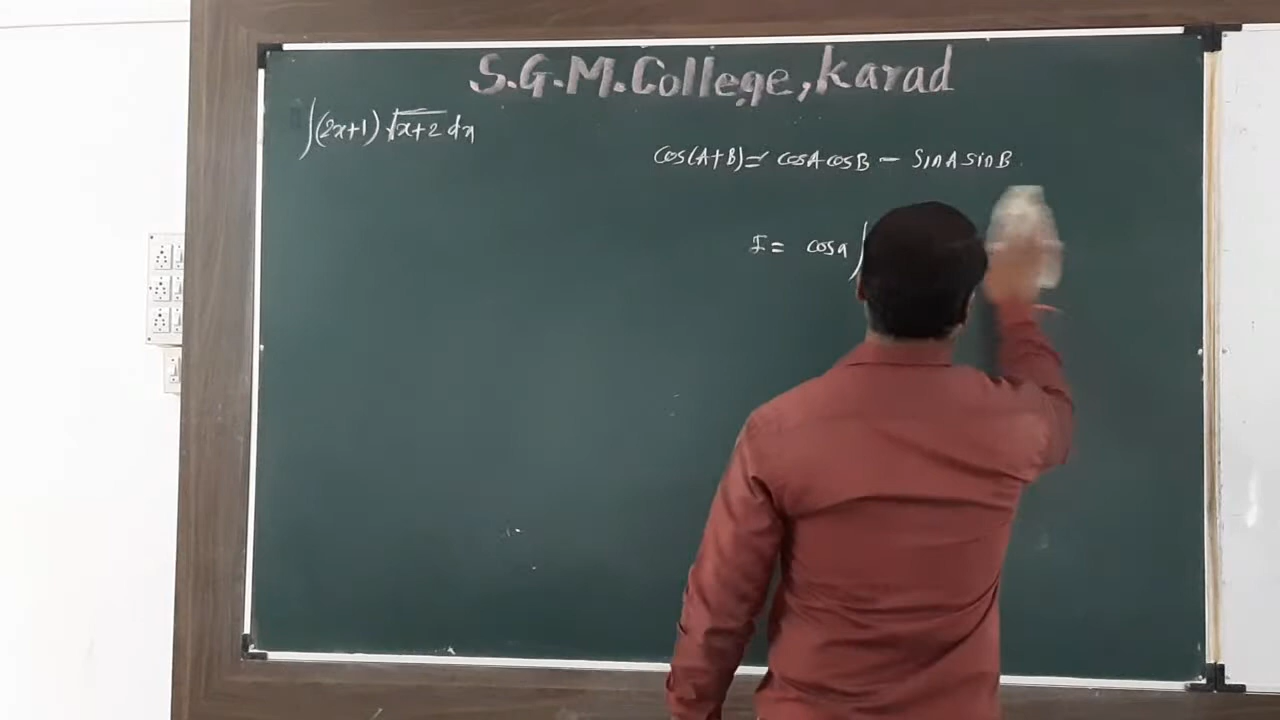 S.G.M. College, Karad
∫(2x+1) √x+2 dx
cos(A+B) = cosA cosB - sinA sinB
I = cosa ∫